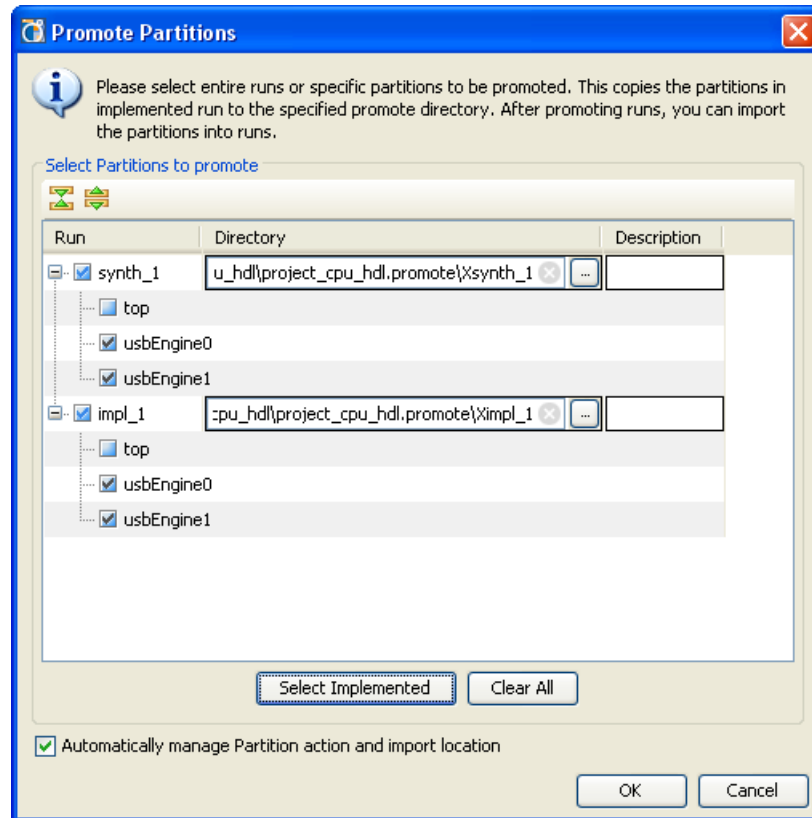 Promote Partitions
Please select entire runs or specific partitions to be promoted. This copies the partitions in
implemented run to the specified promote directory. After promoting runs, you can import
the partitions into runs.
Select Partitions to promote
Run Directory Description
synth_1 u_hdl\project_cpu_hdl.promote\Xsynth_1 ...
top
usbEngine0
usbEngine1
impl_1 :pu_hdl\project_cpu_hdl.promote\Ximpl_1 ...
top
usbEngine0
usbEngine1
Select Implemented Clear All
Automatically manage Partition action and import location
OK Cancel